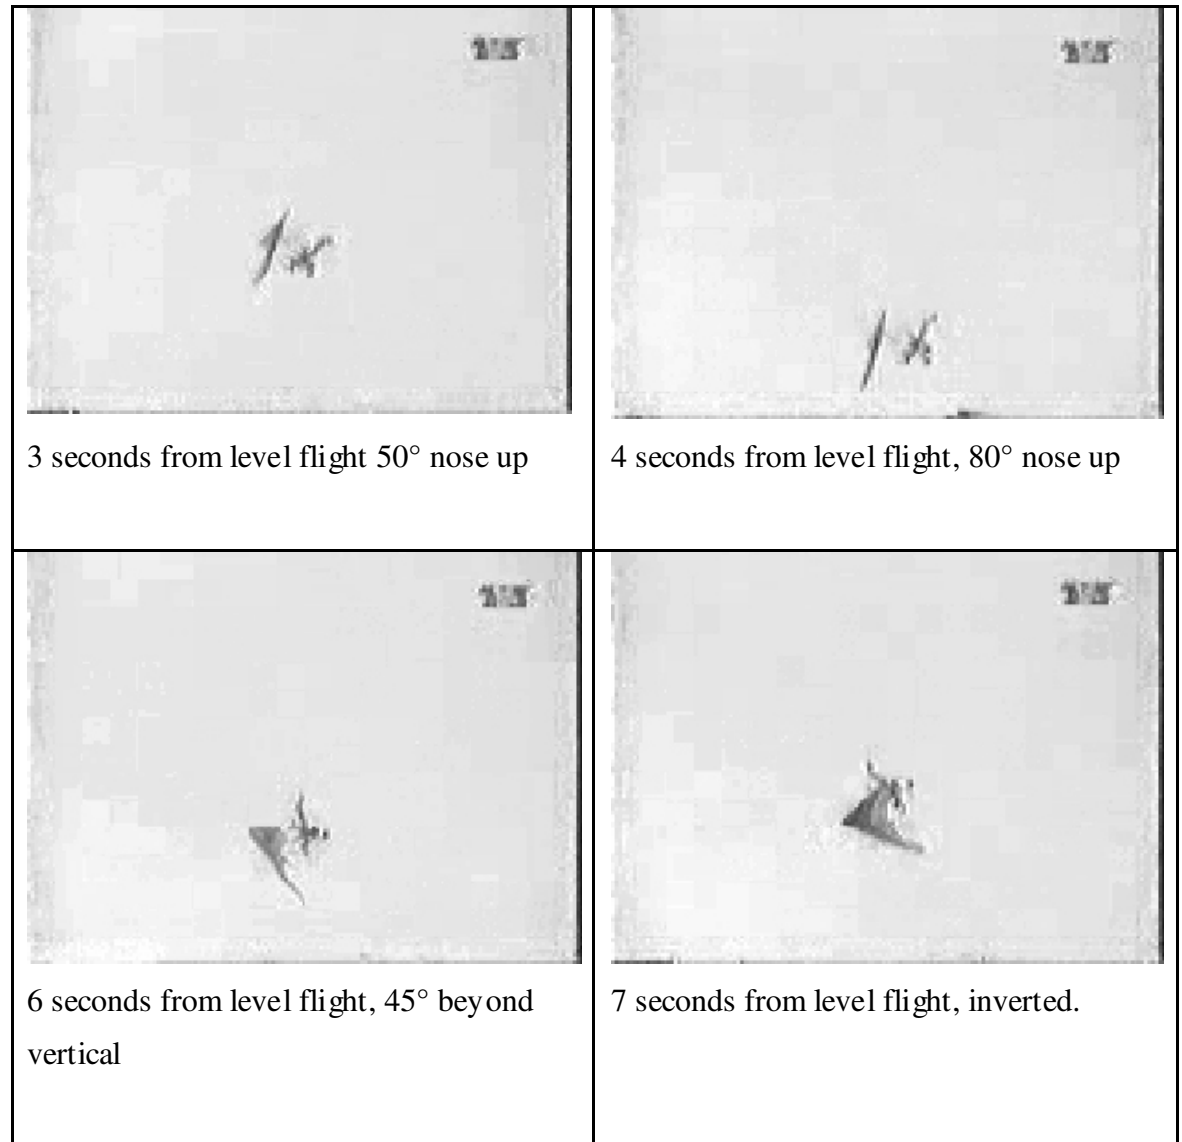 3 seconds from level flight 50° nose up
4 seconds from level flight, 80° nose up
6 seconds from level flight, 45° beyond
vertical
7 seconds from level flight, inverted.